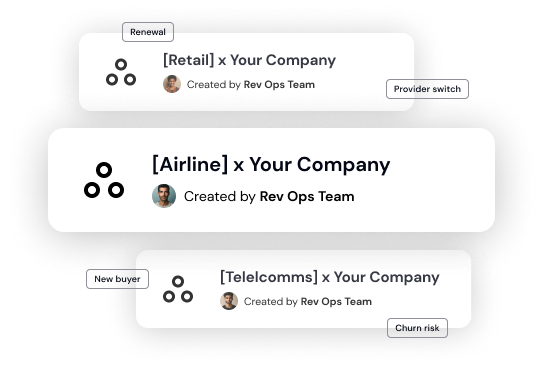 Renewal
[Retail] x Your Company
Created by Rev Ops Team
Provider switch
[Airline] x Your Company
Created by Rev Ops Team
New buyer
[Telelcomms] x Your Company
Created by Rev Ops Team
Churn risk